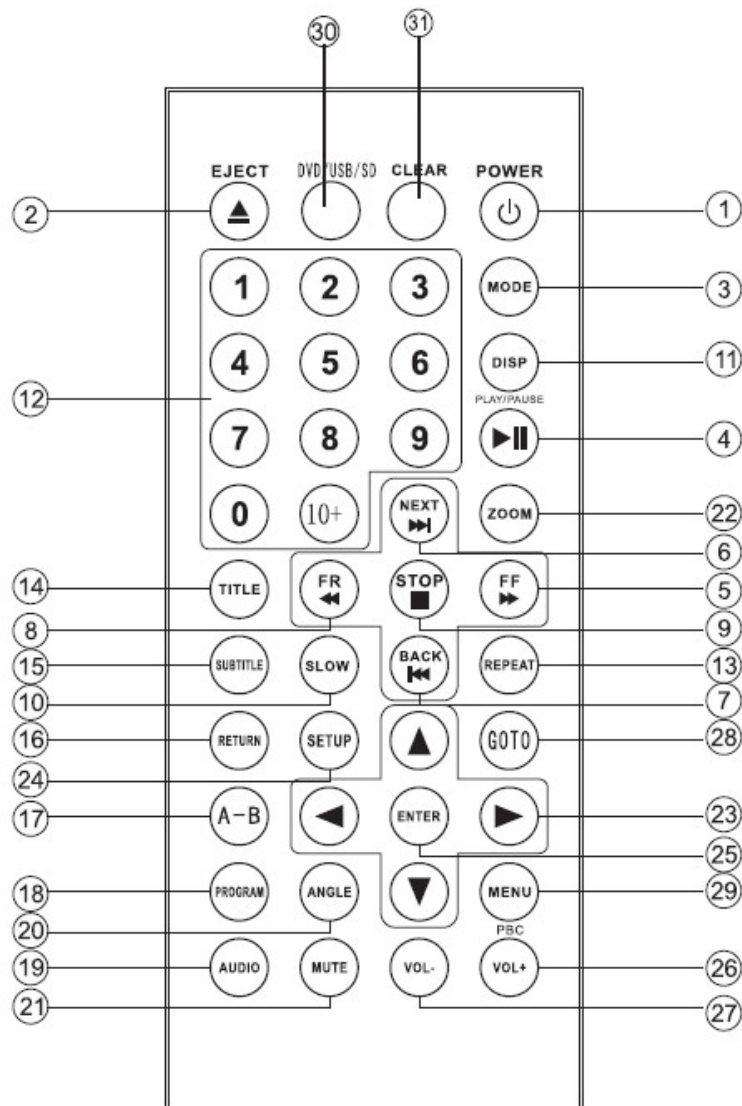 30 31
EJECT DVD/USB/SD CLEAR POWER
2 1
1 2 3 MODE 3
4 5 6 DISP 11
12 PLAY/PAUSE
7 8 9 4
0 10+ NEXT ZOOM 22
6
14 TITLE FR STOP FF 5
8 9
15 SUBTITLE SLOW BACK REPEAT 13
10 7
16 RETURN SETUP GOTO 28
24
17 A-B ENTER 23
25
18 PROGRAM ANGLE MENU 29
20 PBC
19 AUDIO MUTE VOL- VOL+ 26
21 27